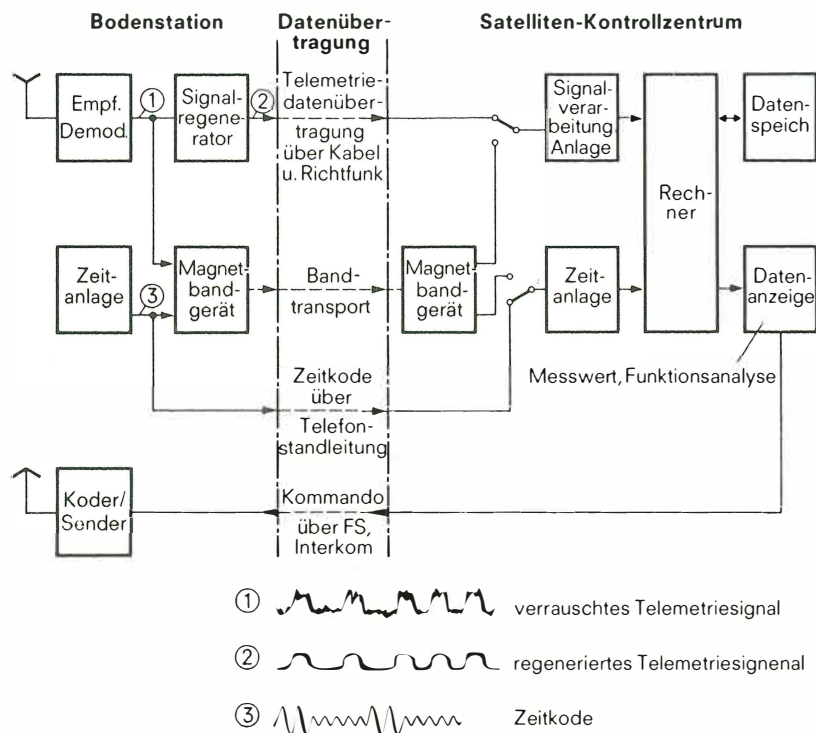 Bodenstation
Datenüber-
tragung
Satelliten-Kontrollzentrum
Empf.
Demod.
①
Signal-
regene-
rator
②
Telemetrie-
datenüber-
tragung
über Kabel
u. Richtfunk
Signal-
verar-
beitung
Anlage
Rech-
ner
Daten-
speich
Zeit-
anlage
③
Magnet-
band-
gerät
Band-
transport
Magnet-
band-
gerät
Zeit-
anlage
Daten-
anzeige
Messwert, Funktionsanalyse
Zeitkode
über
Telefon-
standleitung
Koder/
Sender
Kommando
über FS,
Interkom
① verrauschtes Telemetriesignal
② regeneriertes Telemetriesignenal
③ Zeitkode